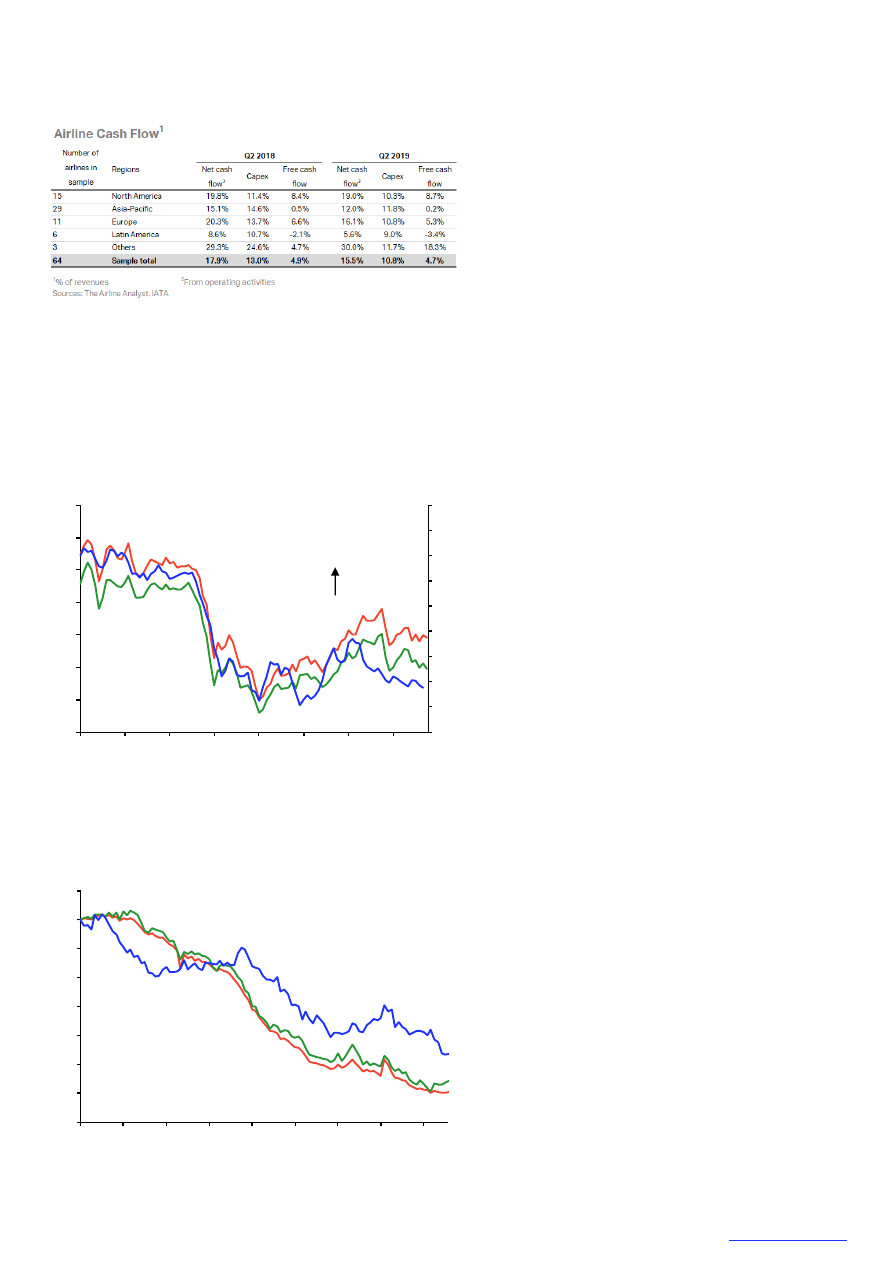 Airline Cash Flow1
Number of airlines in sample Regions Q2 2018 Q2 2019
Net cash flow2 Capex Free cash flow Net cash flow2 Capex Free cash flow
15 North America 19.8% 11.4% 8.4% 19.0% 10.3% 8.7%
29 Asia-Pacific 15.1% 14.6% 0.5% 12.0% 11.8% 0.2%
11 Europe 20.3% 13.7% 6.6% 16.1% 10.8% 5.3%
6 Latin America 8.6% 10.7% -2.1% 5.6% 9.0% -3.4%
3 Others 29.3% 24.6% 4.7% 30.0% 11.7% 18.3%
64 Sample total 17.9% 13.0% 4.9% 15.5% 10.8% 4.7%
1% of revenues 2From operating activities
Sources: The Airline Analyst, IATA